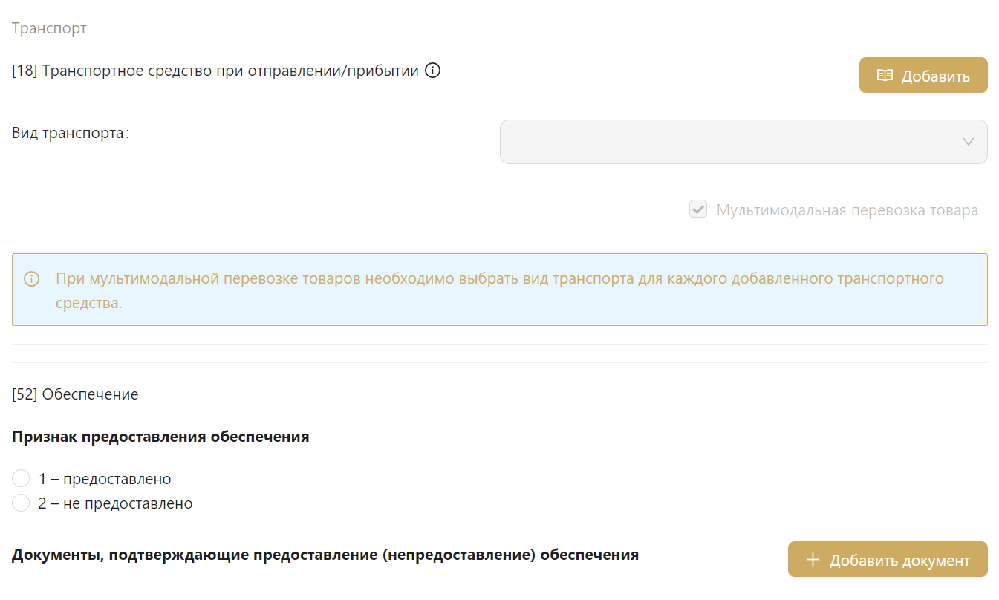 Транспорт
[18] Транспортное средство при отправлении/прибытии
Добавить
Вид транспорта:
Мультимодальная перевозка товара
При мультимодальной перевозке товаров необходимо выбрать вид транспорта для каждого добавленного транспортного
средства.
[52] Обеспечение
Признак предоставления обеспечения
1 – предоставлено
2 – не предоставлено
Документы, подтверждающие предоставление (непредоставление) обеспечения
Добавить документ